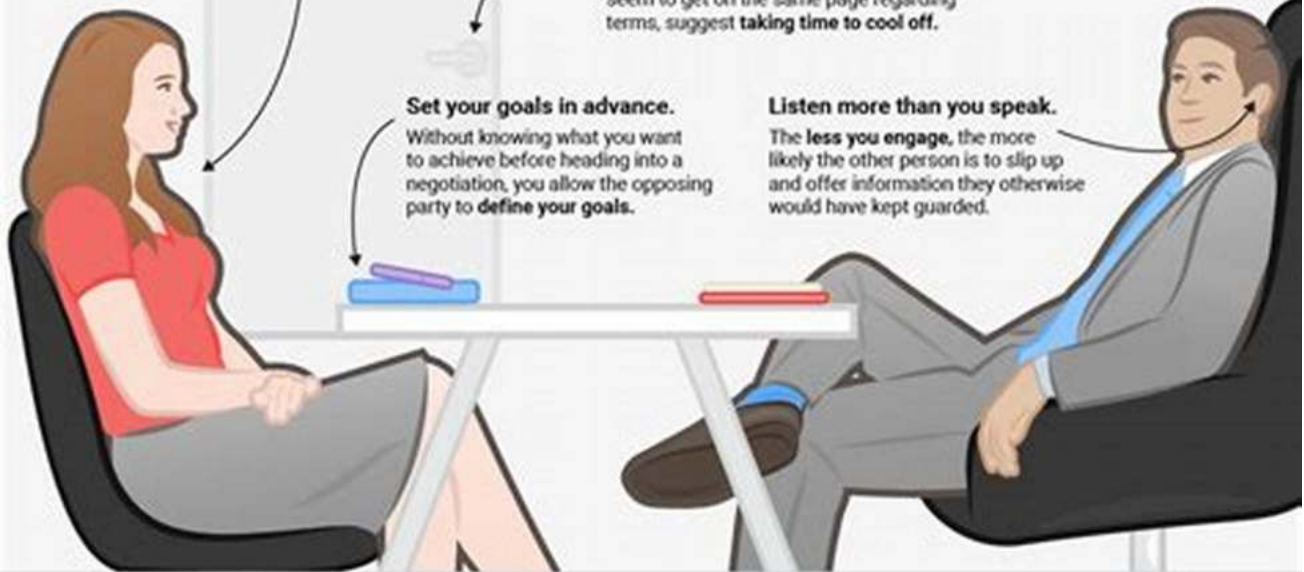 seem to get on the same page regarding
terms, suggest taking time to cool off.
Set your goals in advance.
Without knowing what you want
to achieve before heading into a
negotiation, you allow the opposing
party to define your goals.
Listen more than you speak.
The less you engage, the more
likely the other person is to slip up
and offer information they otherwise
would have kept guarded.